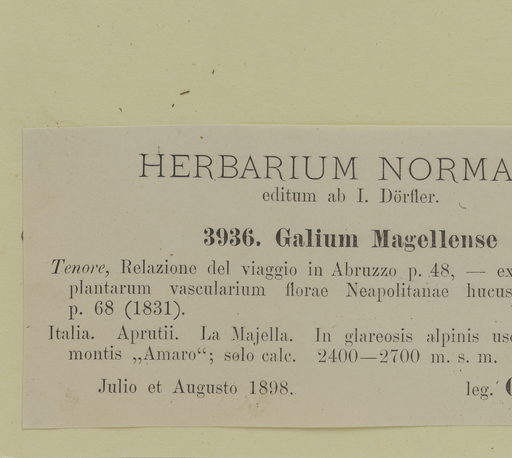 HERBARIUM NORMA
editum ab I. Dörfler.
3936. Galium Magellense
Tenore, Relazione del viaggio in Abruzzo p. 48, — ex
plantarum vascularium florae Neapolitanae hucus
p. 68 (1831).
Italia. Aprutii. La Majella. In glareosis alpinis usq
montis „Amaro“; solo calc. 2400—2700 m. s. m.
Julio et Augusto 1898.
leg.